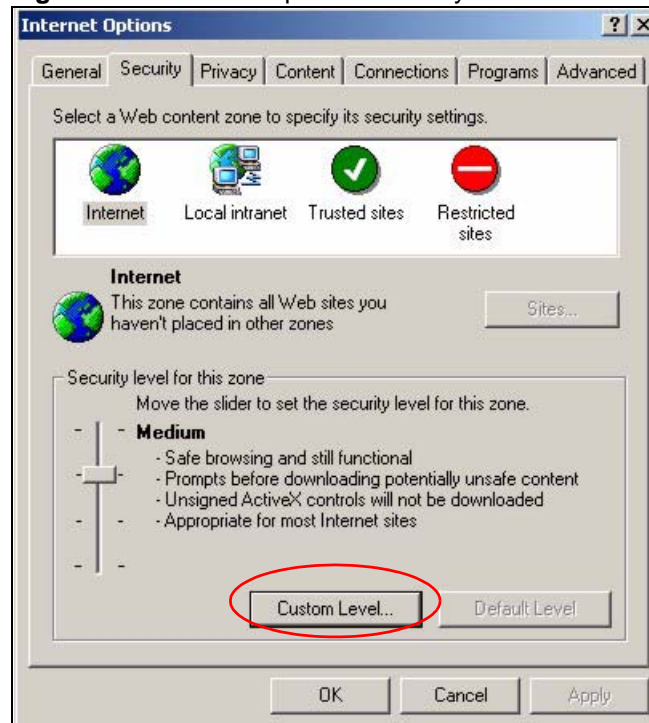 Internet Options
General Security Privacy Content Connections Programs Advanced
Select a Web content zone to specify its security settings.
Internet Local intranet Trusted sites Restricted sites
Internet
This zone contains all Web sites you
haven't placed in other zones
Sites...
Security level for this zone
Move the slider to set the security level for this zone.
Medium
- Safe browsing and still functional
- Prompts before downloading potentially unsafe content
- Unsigned ActiveX controls will not be downloaded
- Appropriate for most Internet sites
Custom Level... Default Level
OK Cancel Apply